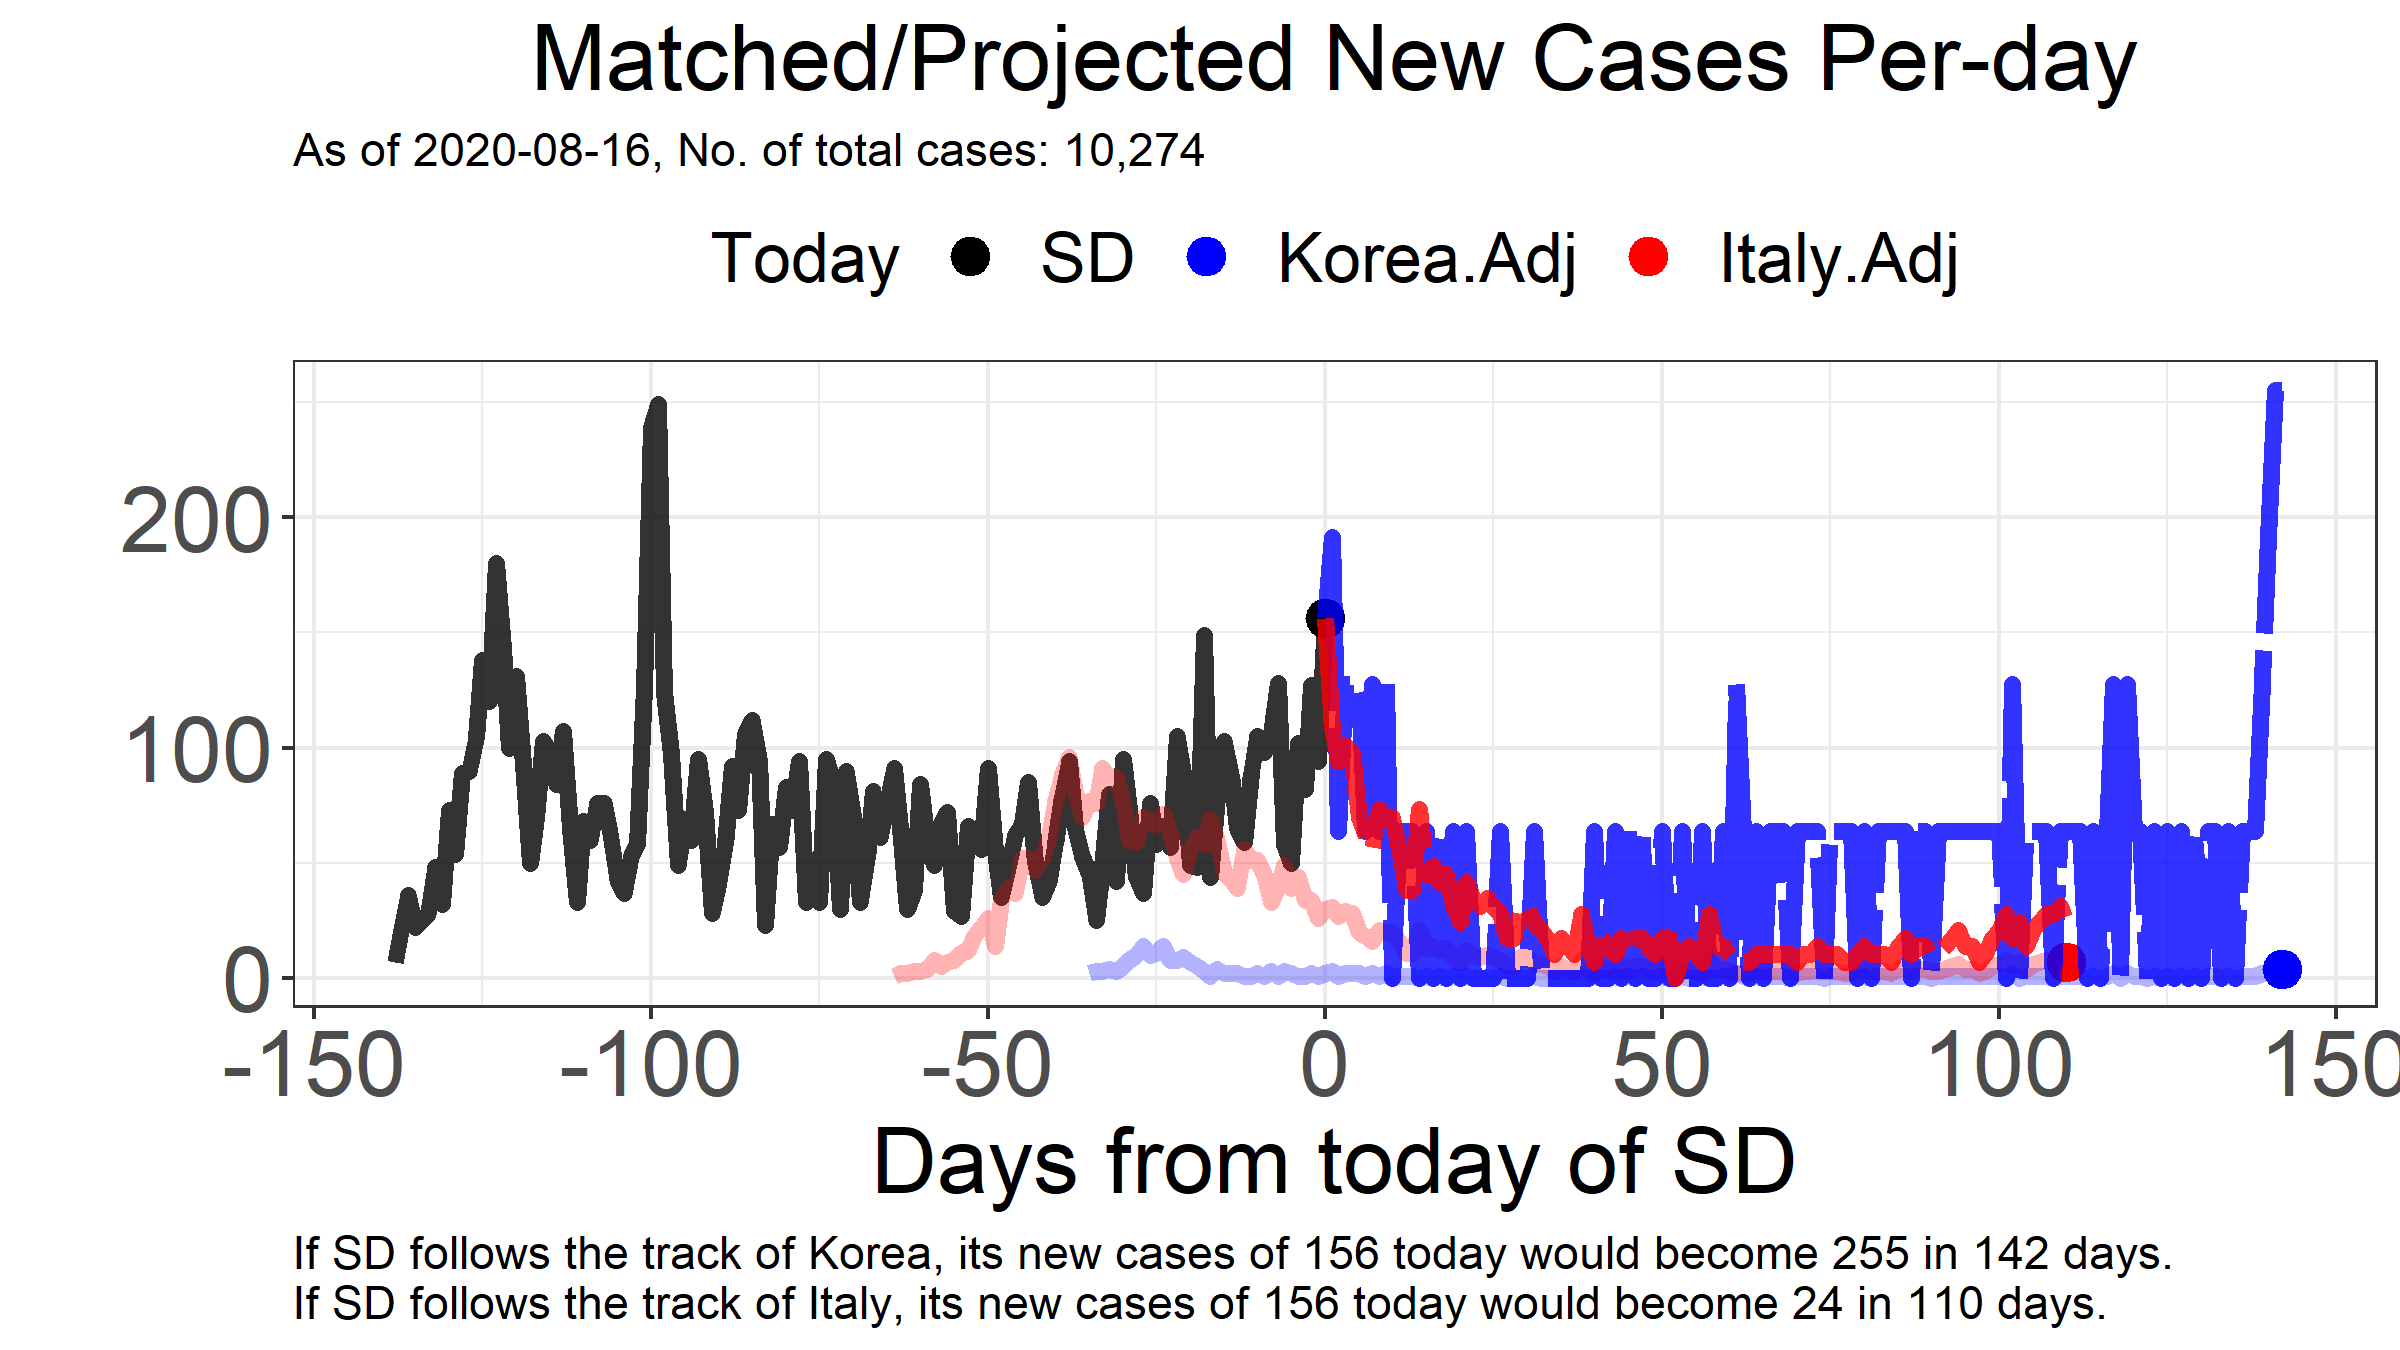 Matched/Projected New Cases Per-day
As of 2020-08-16, No. of total cases: 10,274
Today SD Korea.Adj Italy.Adj
200
100
0
-150 -100 -50 0 50 100 150
Days from today of SD
If SD follows the track of Korea, its new cases of 156 today would become 255 in 142 days.
If SD follows the track of Italy, its new cases of 156 today would become 24 in 110 days.